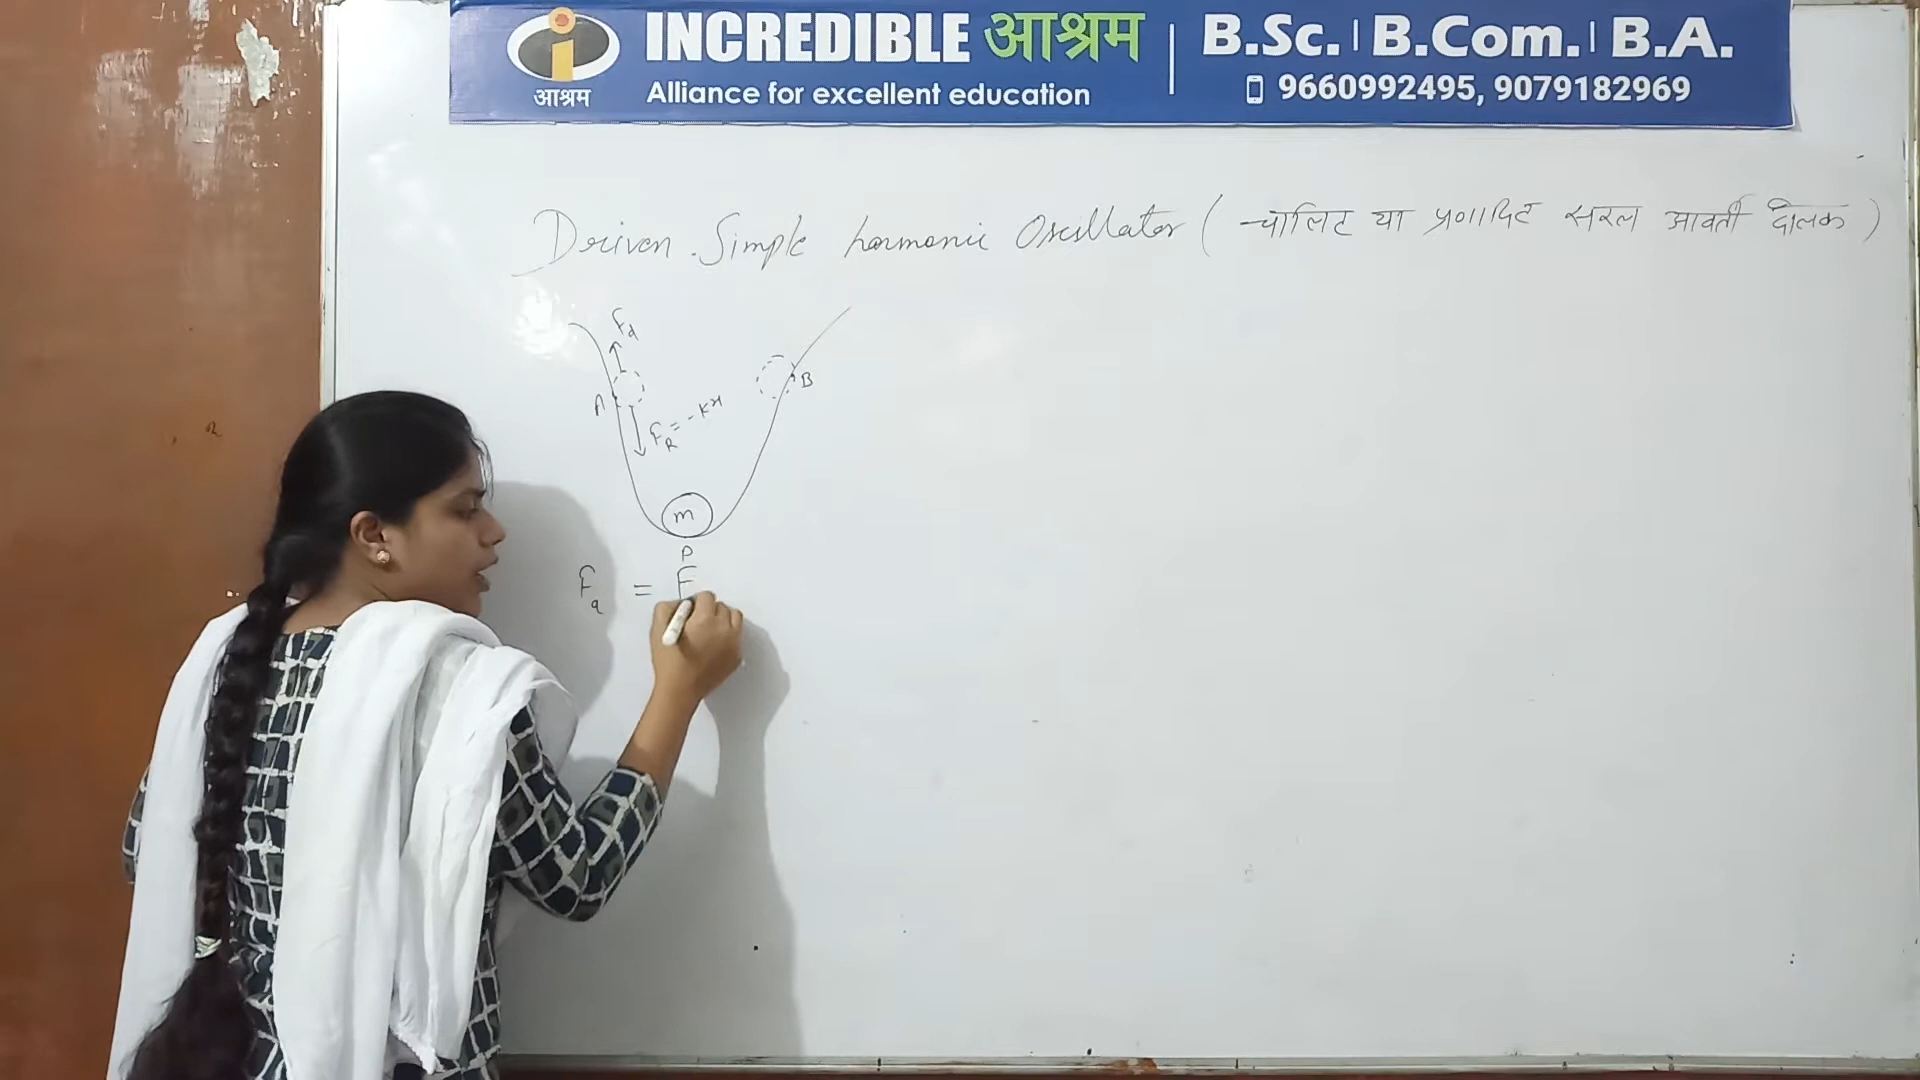 INCREDIBLE आश्रम
आश्रम
Alliance for excellent education
B.Sc. | B.Com. | B.A.
9660992495, 9079182969
Driven Simple harmonic Oscillator ( चालित या प्रणोदित सरल आवर्ती दोलक )
Fd
A
B
FR = -kx
m
P
Fa = F